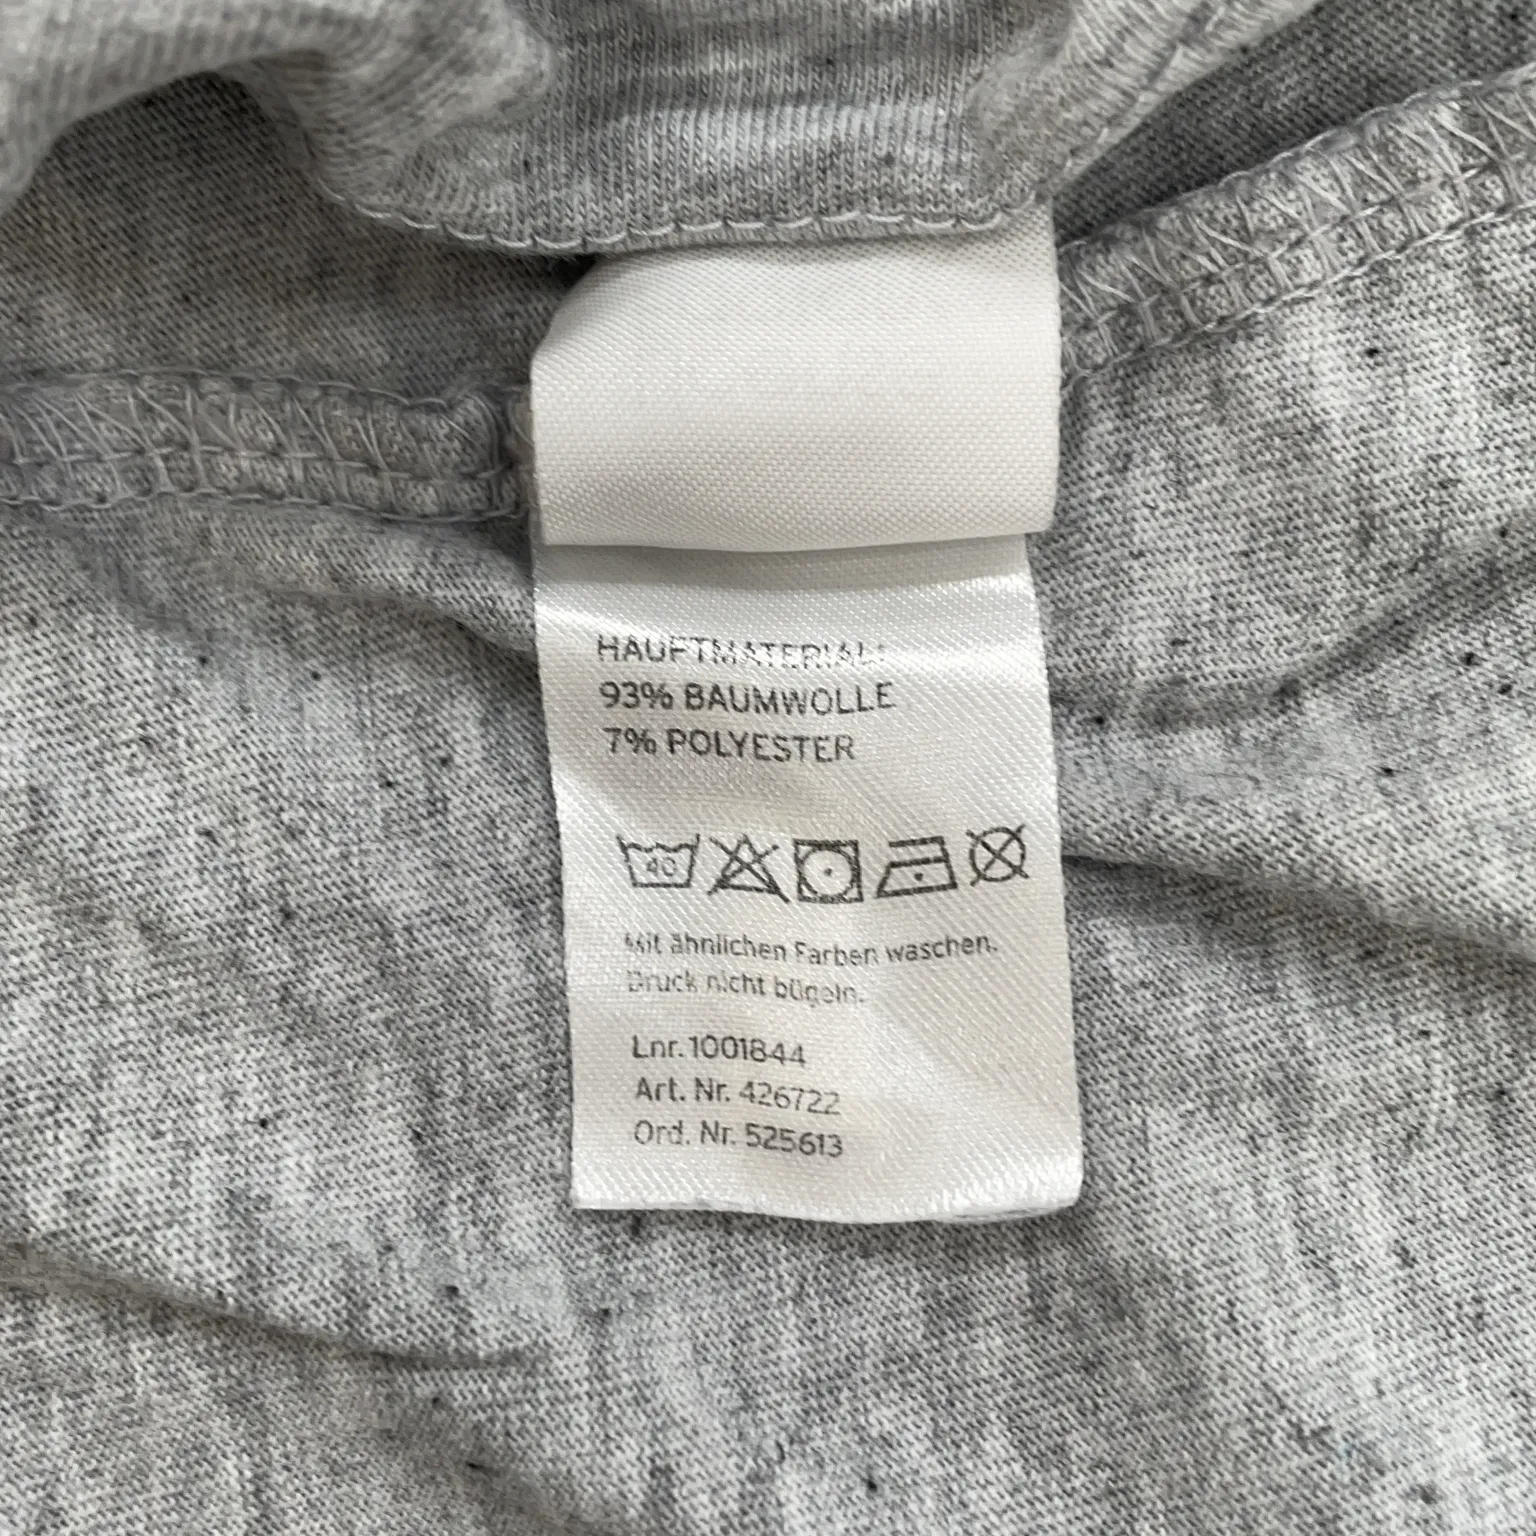 HAUPTMATERIAL:
93% BAUMWOLLE
7% POLYESTER
40
Mit ähnlichen Farben waschen.
Druck nicht bügeln.
Lnr. 1001844
Art. Nr. 426722
Ord. Nr. 525613